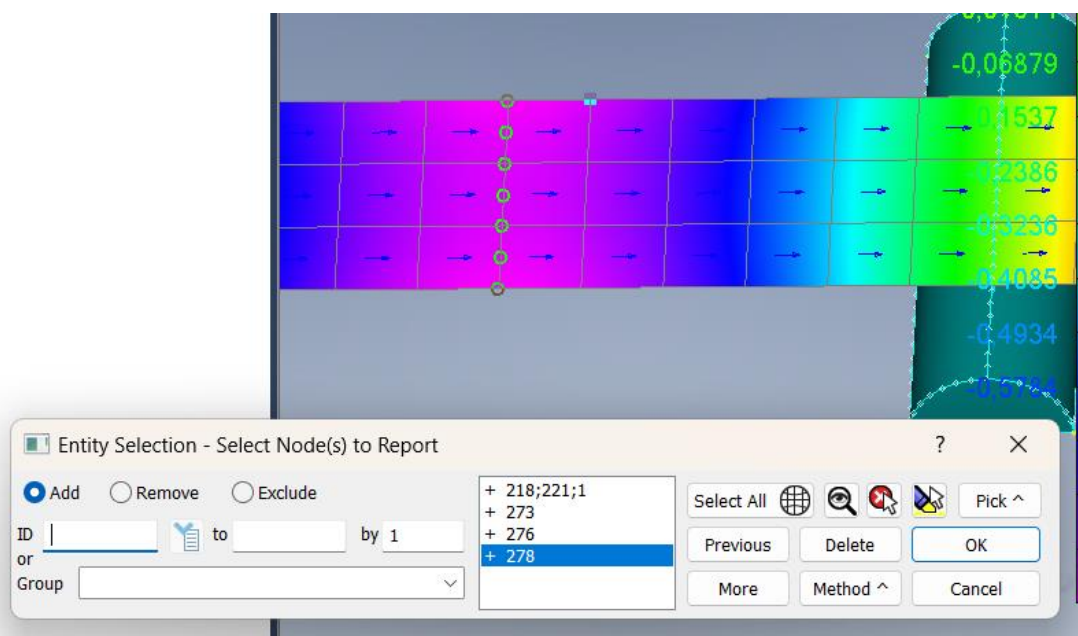 -0,06879
0,1537
-0,2386
-0,3236
-0,4085
-0,4934
-0,5784
Entity Selection - Select Node(s) to Report
? X
Add Remove Exclude
ID to by 1
or
Group
+ 218;221;1
+ 273
+ 276
+ 278
Select All Pick ^
Previous Delete OK
More Method ^ Cancel